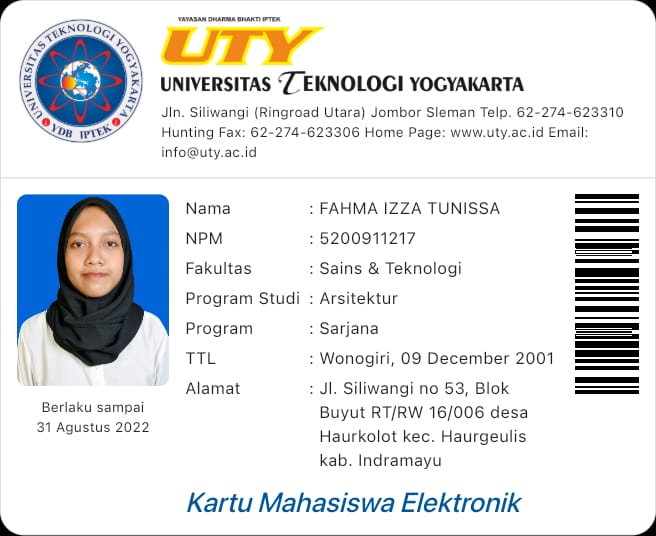 YAYASAN DHARMA BHAKTI IPTEK
UTY
UNIVERSITAS TEKNOLOGI YOGYAKARTA
UNIVERSITAS TEKNOLOGI YOGYAKARTA
YDB IPTEK
Jln. Siliwangi (Ringroad Utara) Jombor Sleman Telp. 62-274-623310
Hunting Fax: 62-274-623306 Home Page: www.uty.ac.id Email:
info@uty.ac.id
Nama : FAHMA IZZA TUNISSA
NPM : 5200911217
Fakultas : Sains & Teknologi
Program Studi : Arsitektur
Program : Sarjana
TTL : Wonogiri, 09 December 2001
Alamat : Jl. Siliwangi no 53, Blok
Buyut RT/RW 16/006 desa
Haurkolot kec. Haurgeulis
kab. Indramayu
Berlaku sampai
31 Agustus 2022
Kartu Mahasiswa Elektronik